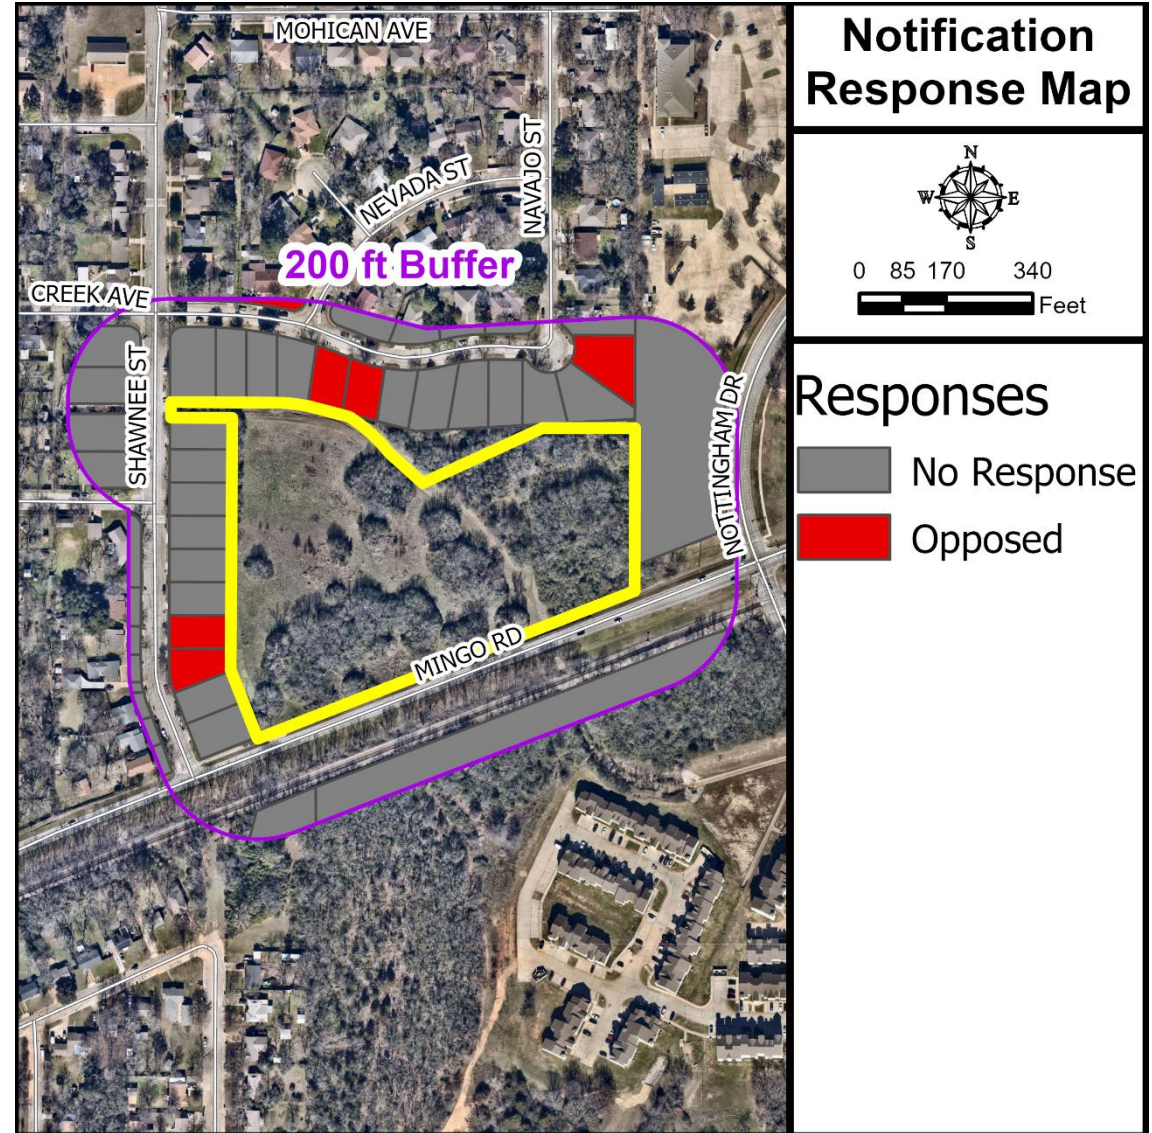 Notification
Response Map
N
W E
S
0 85 170 340
Feet
Responses
No Response
Opposed
MOHICAN AVE
NEVADA ST
NAVAJO ST
200 ft Buffer
CREEK AVE
SHAWNEE ST
NOTTINGHAM DR
MINGO RD